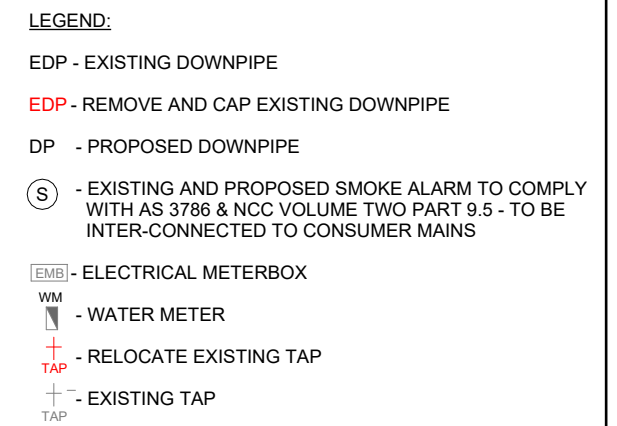 LEGEND:
EDP - EXISTING DOWNPIPE
EDP - REMOVE AND CAP EXISTING DOWNPIPE
DP - PROPOSED DOWNPIPE
S - EXISTING AND PROPOSED SMOKE ALARM TO COMPLY
WITH AS 3786 & NCC VOLUME TWO PART 9.5 - TO BE
INTER-CONNECTED TO CONSUMER MAINS
EMB - ELECTRICAL METERBOX
WM
- WATER METER
- RELOCATE EXISTING TAP
TAP
- EXISTING TAP
TAP